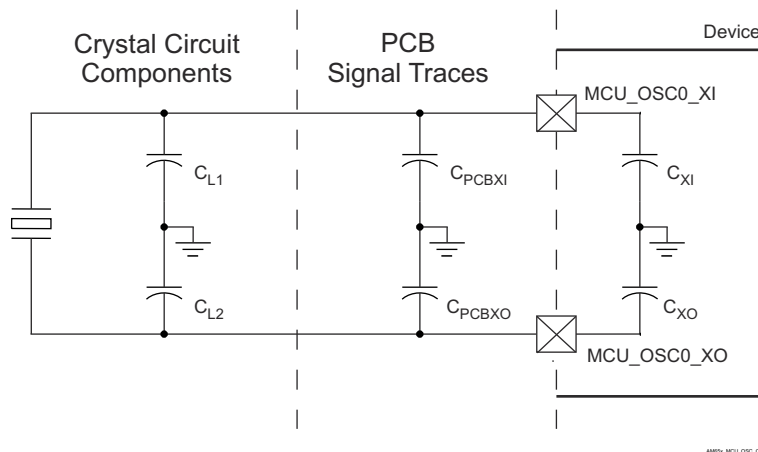 Crystal Circuit
Components
PCB
Signal Traces
Device
MCU_OSC0_XI
CL1
CPCBXI
CXI
CL2
CPCBXO
CXO
MCU_OSC0_XO